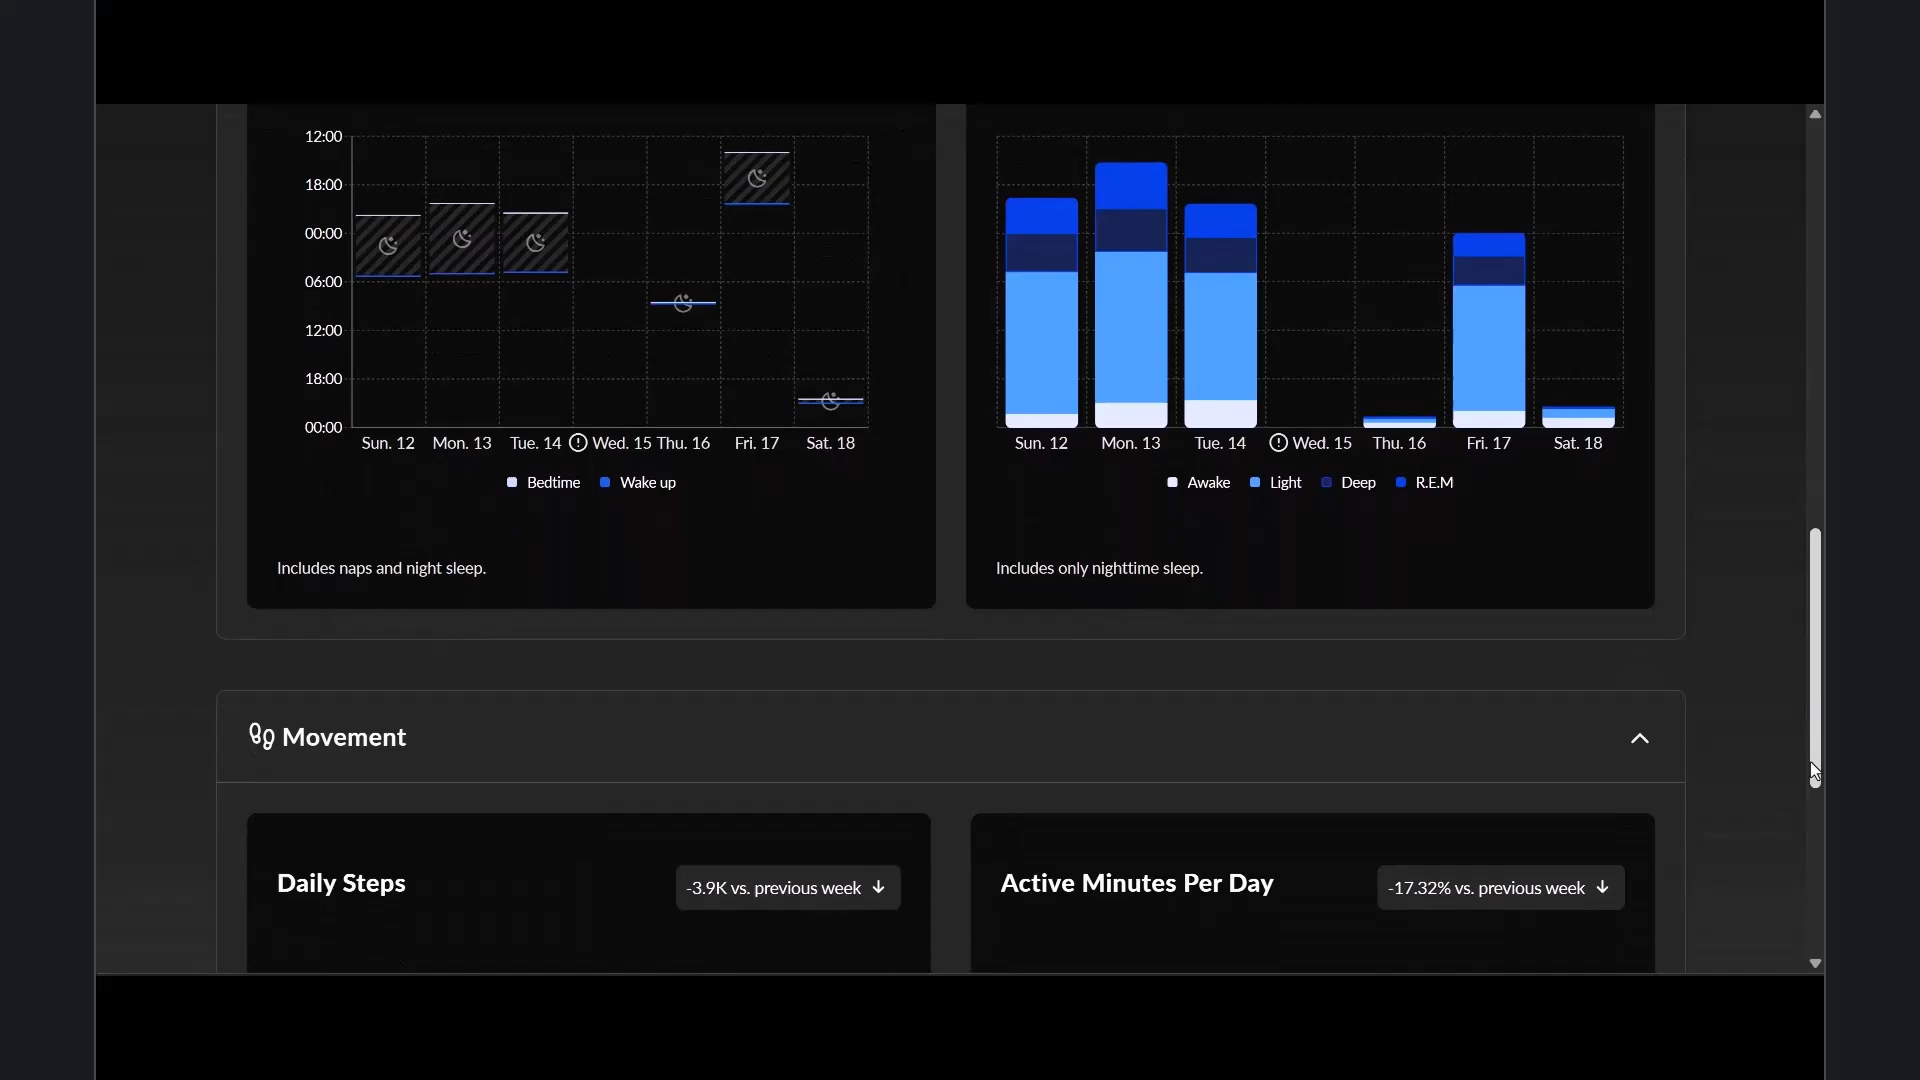 12:00
18:00
00:00
06:00
12:00
18:00
00:00
Sun. 12 Mon. 13 Tue. 14 Wed. 15 Thu. 16 Fri. 17 Sat. 18
Bedtime Wake up
Includes naps and night sleep.
Sun. 12 Mon. 13 Tue. 14 Wed. 15 Thu. 16 Fri. 17 Sat. 18
Awake Light Deep R.E.M
Includes only nighttime sleep.
Movement
Daily Steps
-3.9K vs. previous week
Active Minutes Per Day
-17.32% vs. previous week